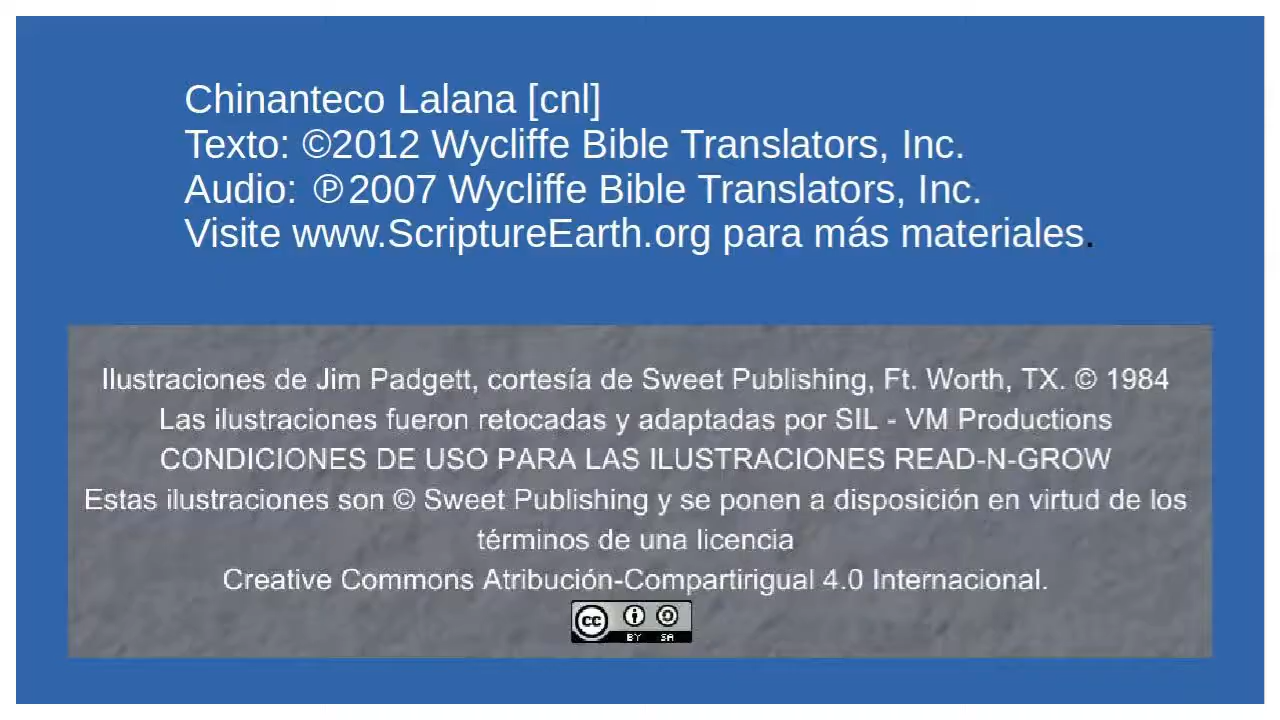 Chinanteco Lalana [cnl]
Texto: ©2012 Wycliffe Bible Translators, Inc.
Audio: ℗2007 Wycliffe Bible Translators, Inc.
Visite www.ScriptureEarth.org para más materiales.
Ilustraciones de Jim Padgett, cortesía de Sweet Publishing, Ft. Worth, TX. © 1984
Las ilustraciones fueron retocadas y adaptadas por SIL - VM Productions
CONDICIONES DE USO PARA LAS ILUSTRACIONES READ-N-GROW
Estas ilustraciones son © Sweet Publishing y se ponen a disposición en virtud de los
términos de una licencia
Creative Commons Atribución-Compartirigual 4.0 Internacional.
cc
BY SA